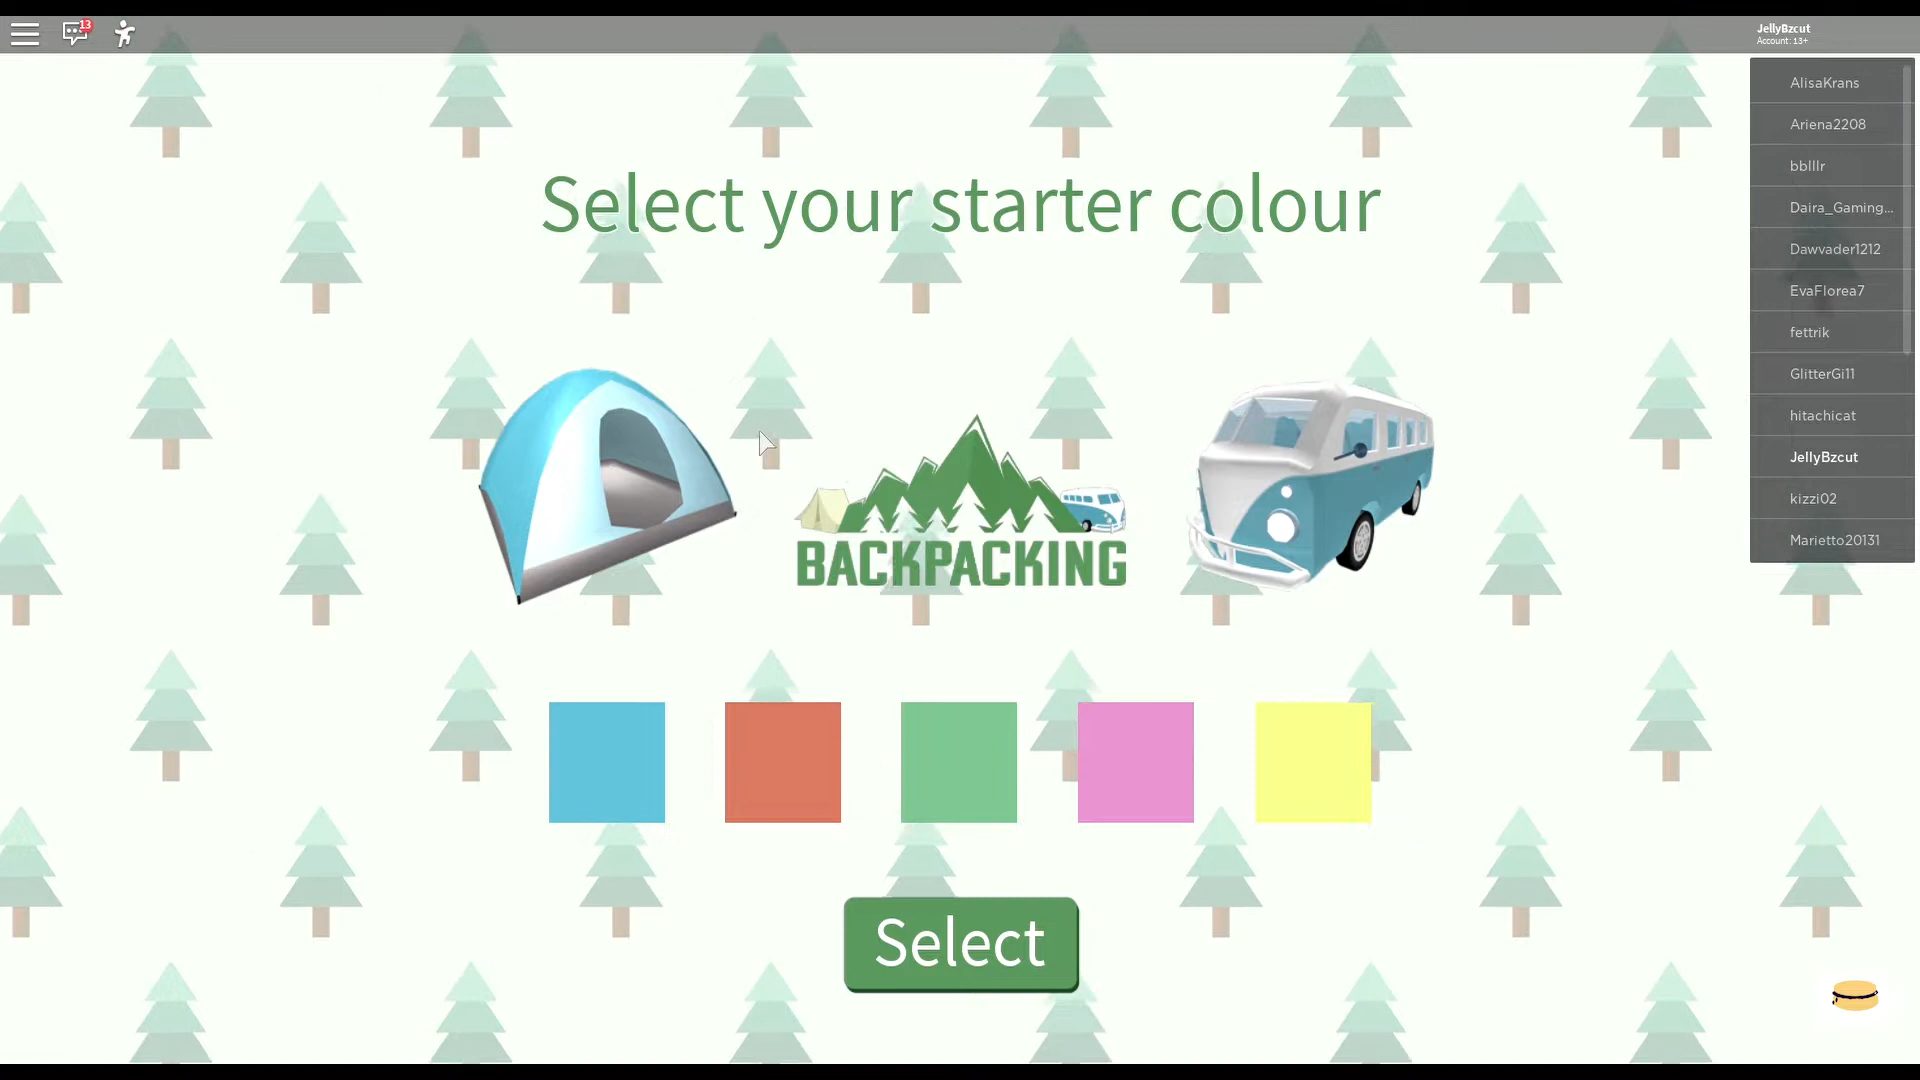 13
JellyBzcut
Account: 13+
AlisaKrans
Ariena2208
bblllr
Daira_Gaming...
Dawvader1212
EvaFlorea7
fettrik
GlitterGi11
hitachicat
JellyBzcut
kizzi02
Marietto20131
Select your starter colour
BACKPACKING
Select